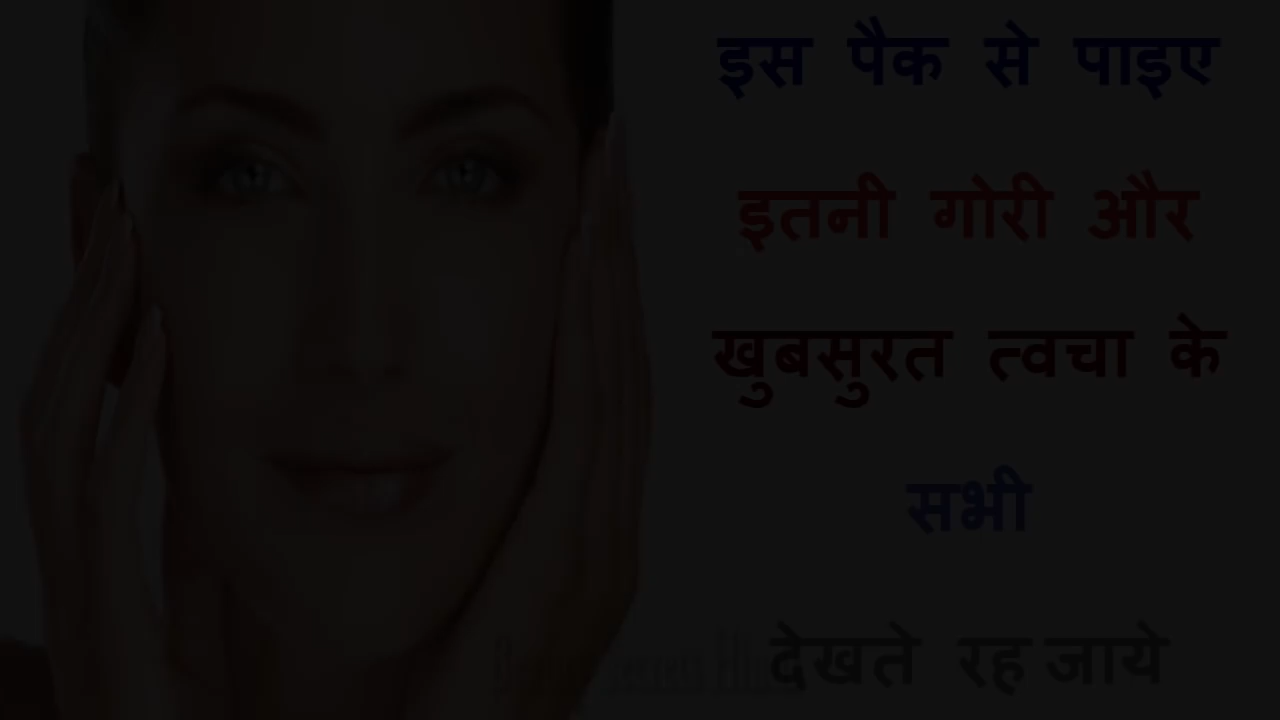 इस पैक से पाइए
इतनी गोरी और
खुबसुरत त्वचा के
सभी
देखते रह जाये